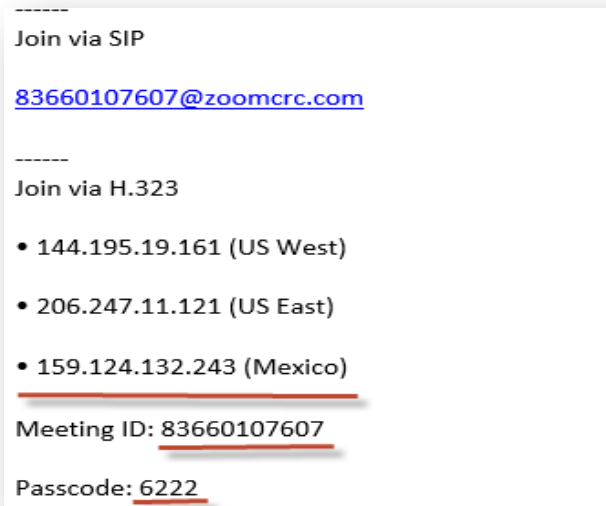 ------
Join via SIP
83660107607@zoomcrc.com
------
Join via H.323
• 144.195.19.161 (US West)
• 206.247.11.121 (US East)
• 159.124.132.243 (Mexico)
Meeting ID: 83660107607
Passcode: 6222